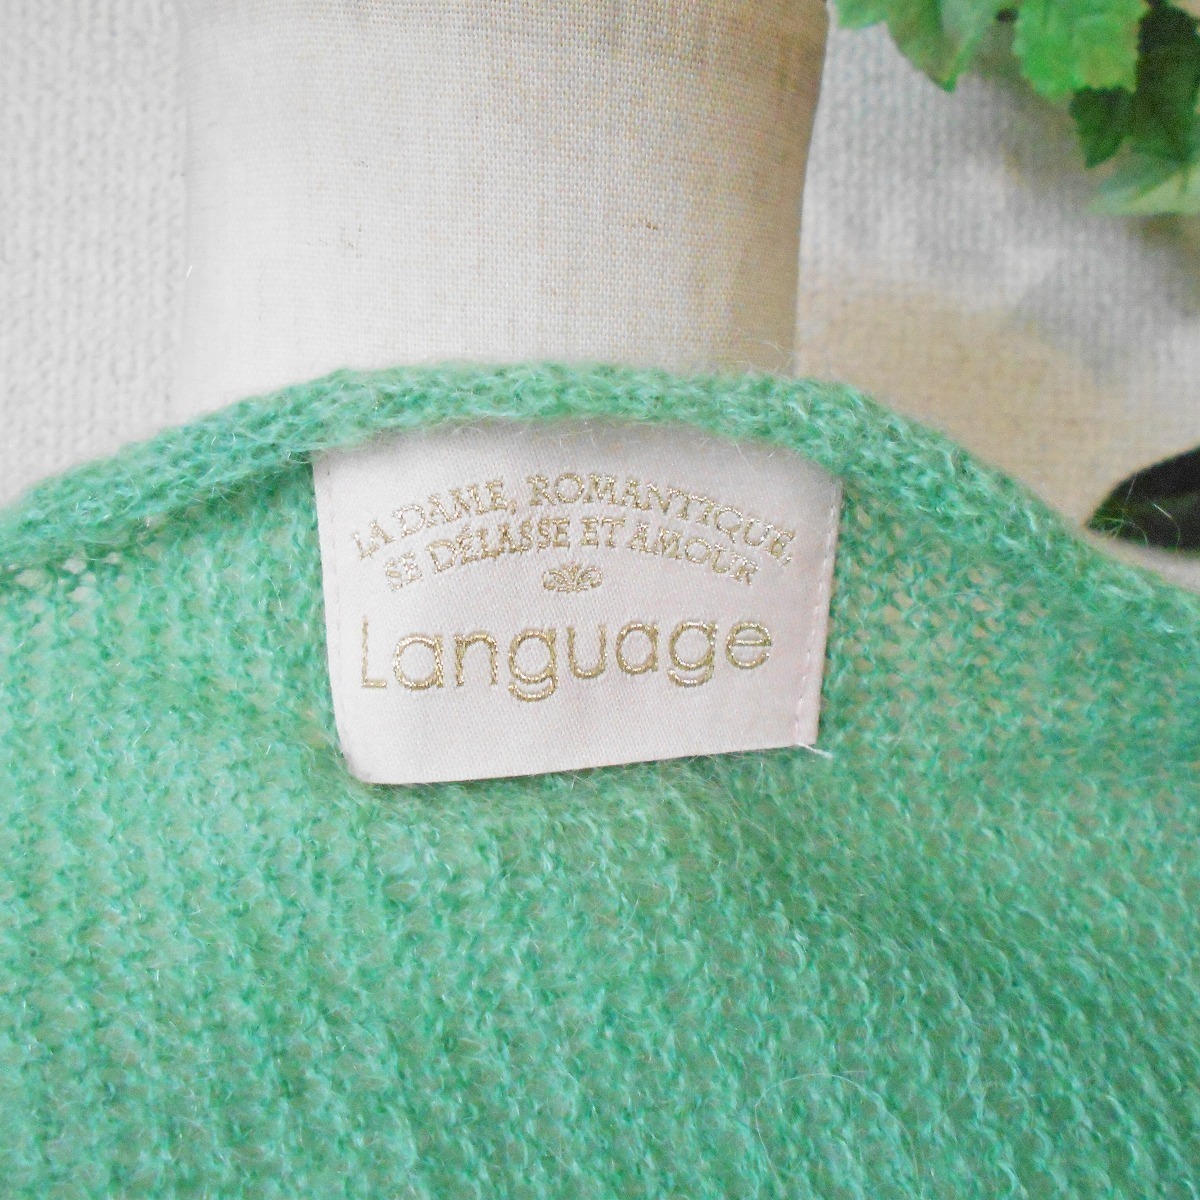 LA DAME, ROMANTIQUE,
SE DÉLASSE ET AMOUR
Language